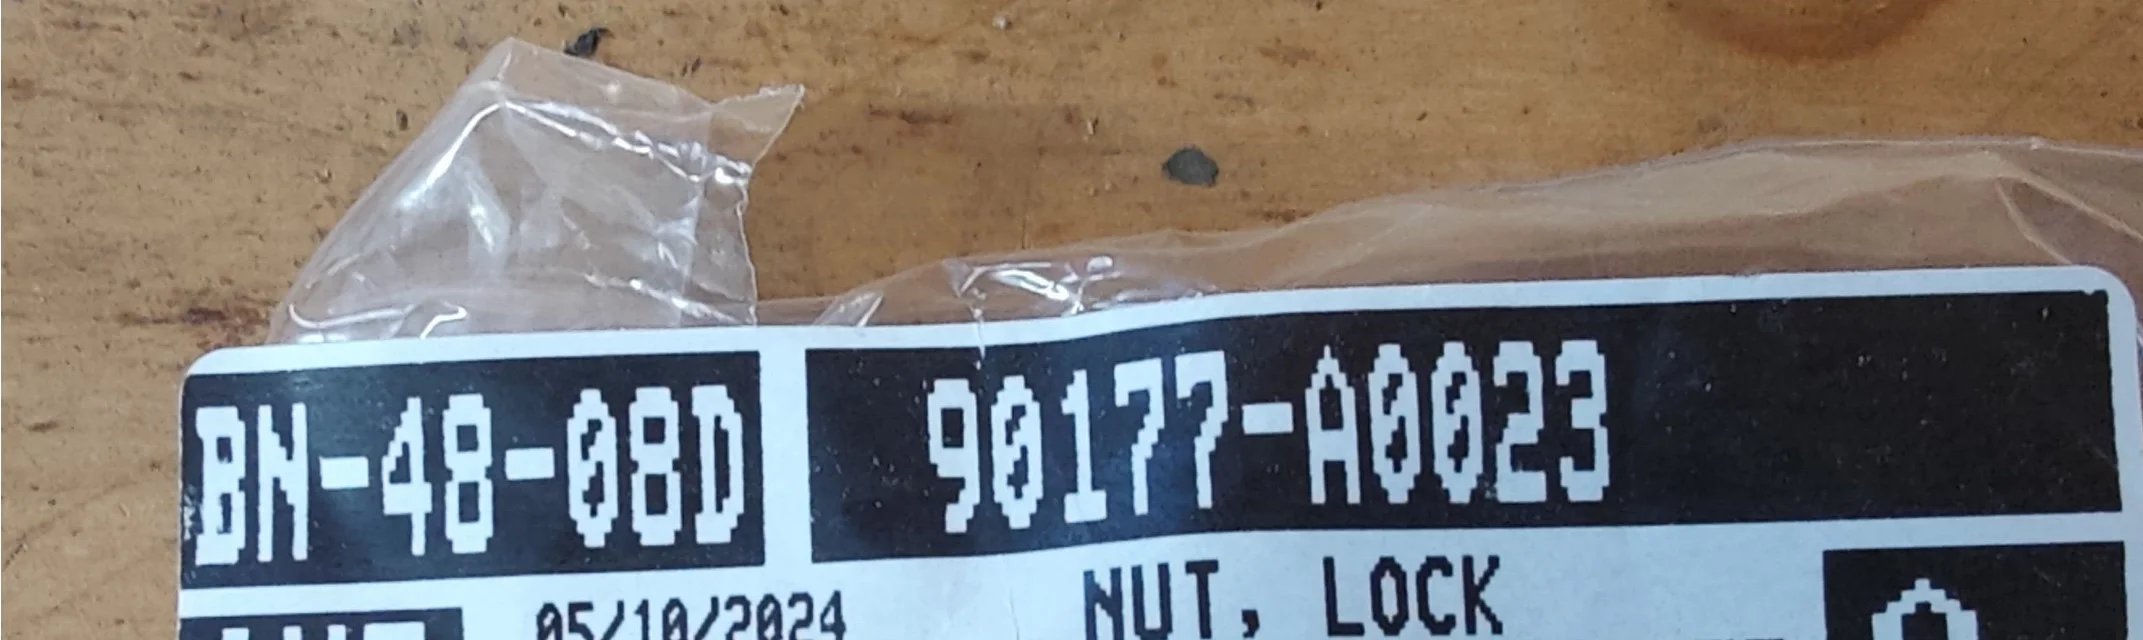 BN-48-08D 90177-A0023
05/10/2024 NUT, LOCK